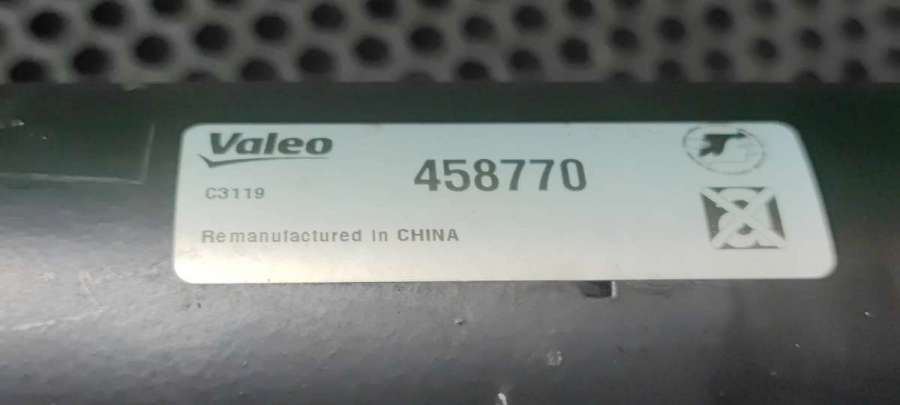 Valeo
458770
C3119
Remanufactured in CHINA